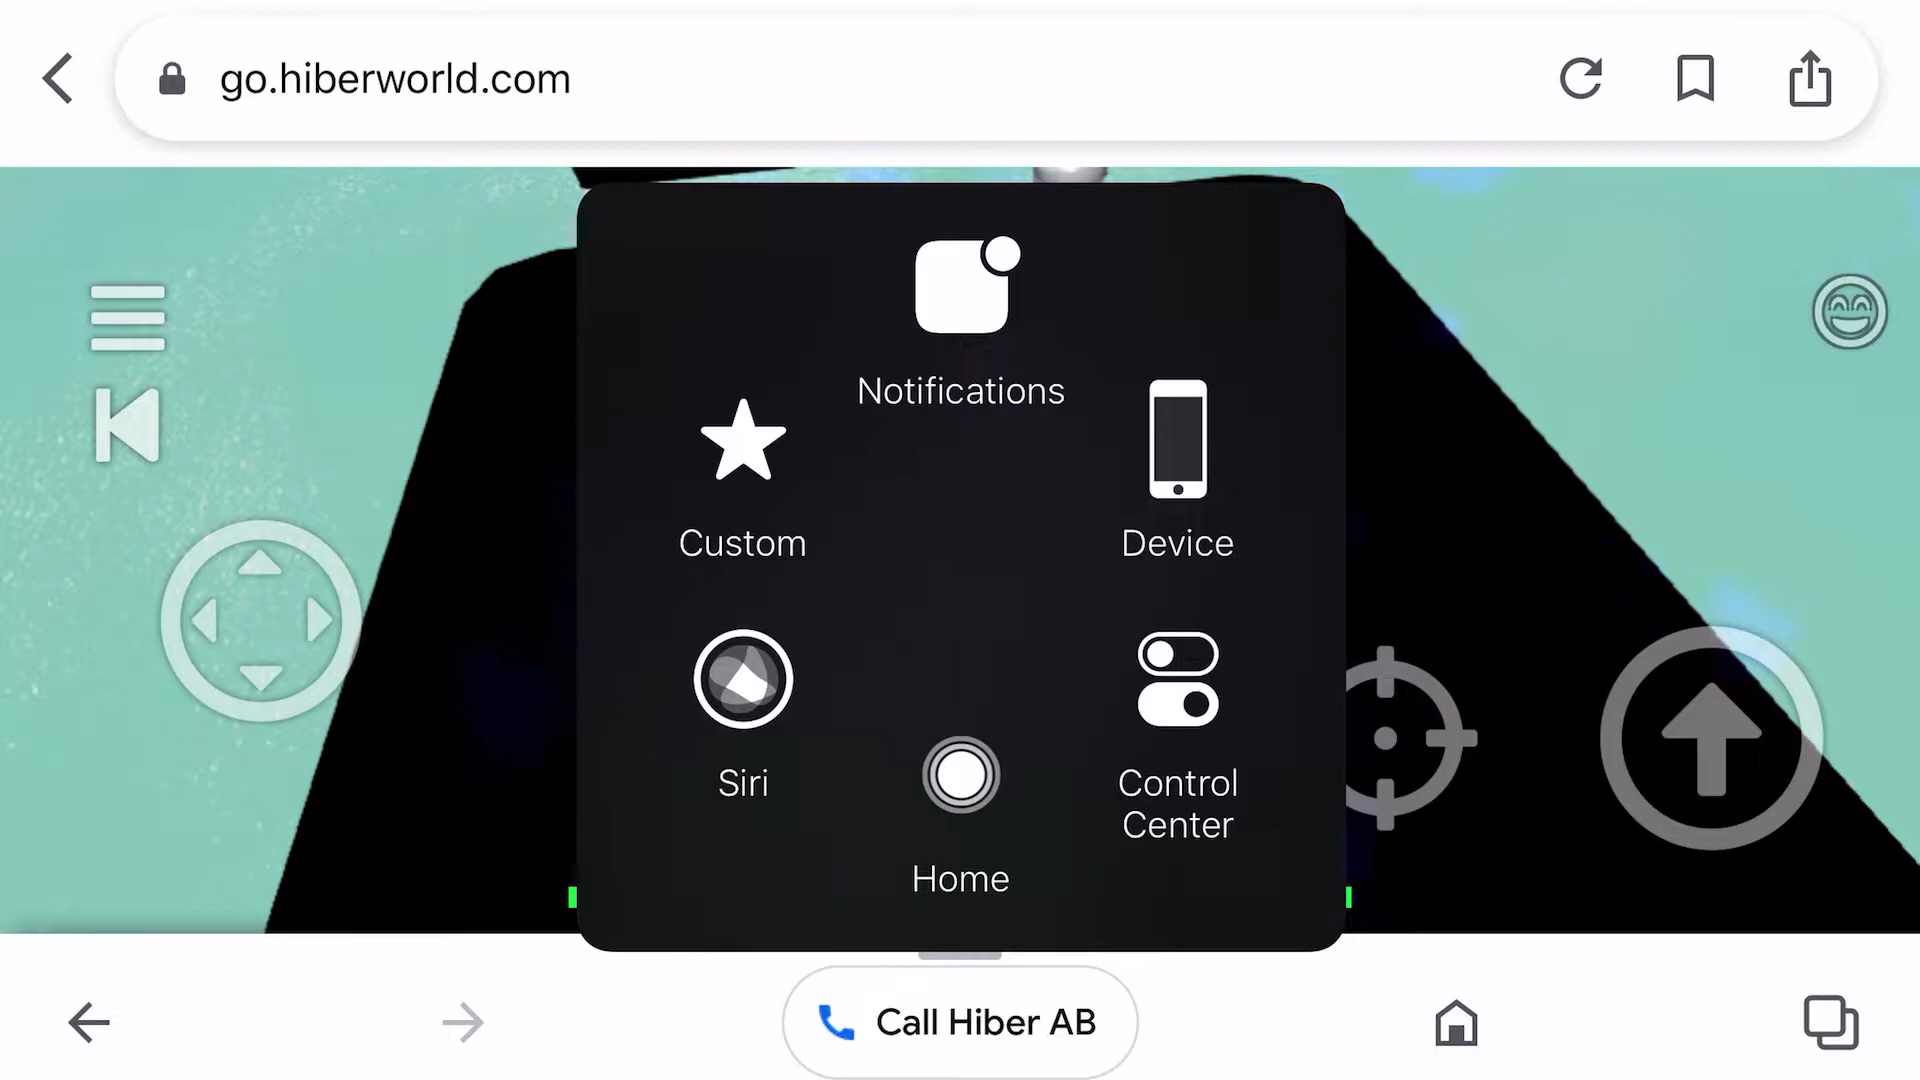 go.hiberworld.com
Notifications
Custom
Device
Siri
Control
Center
Home
Call Hiber AB